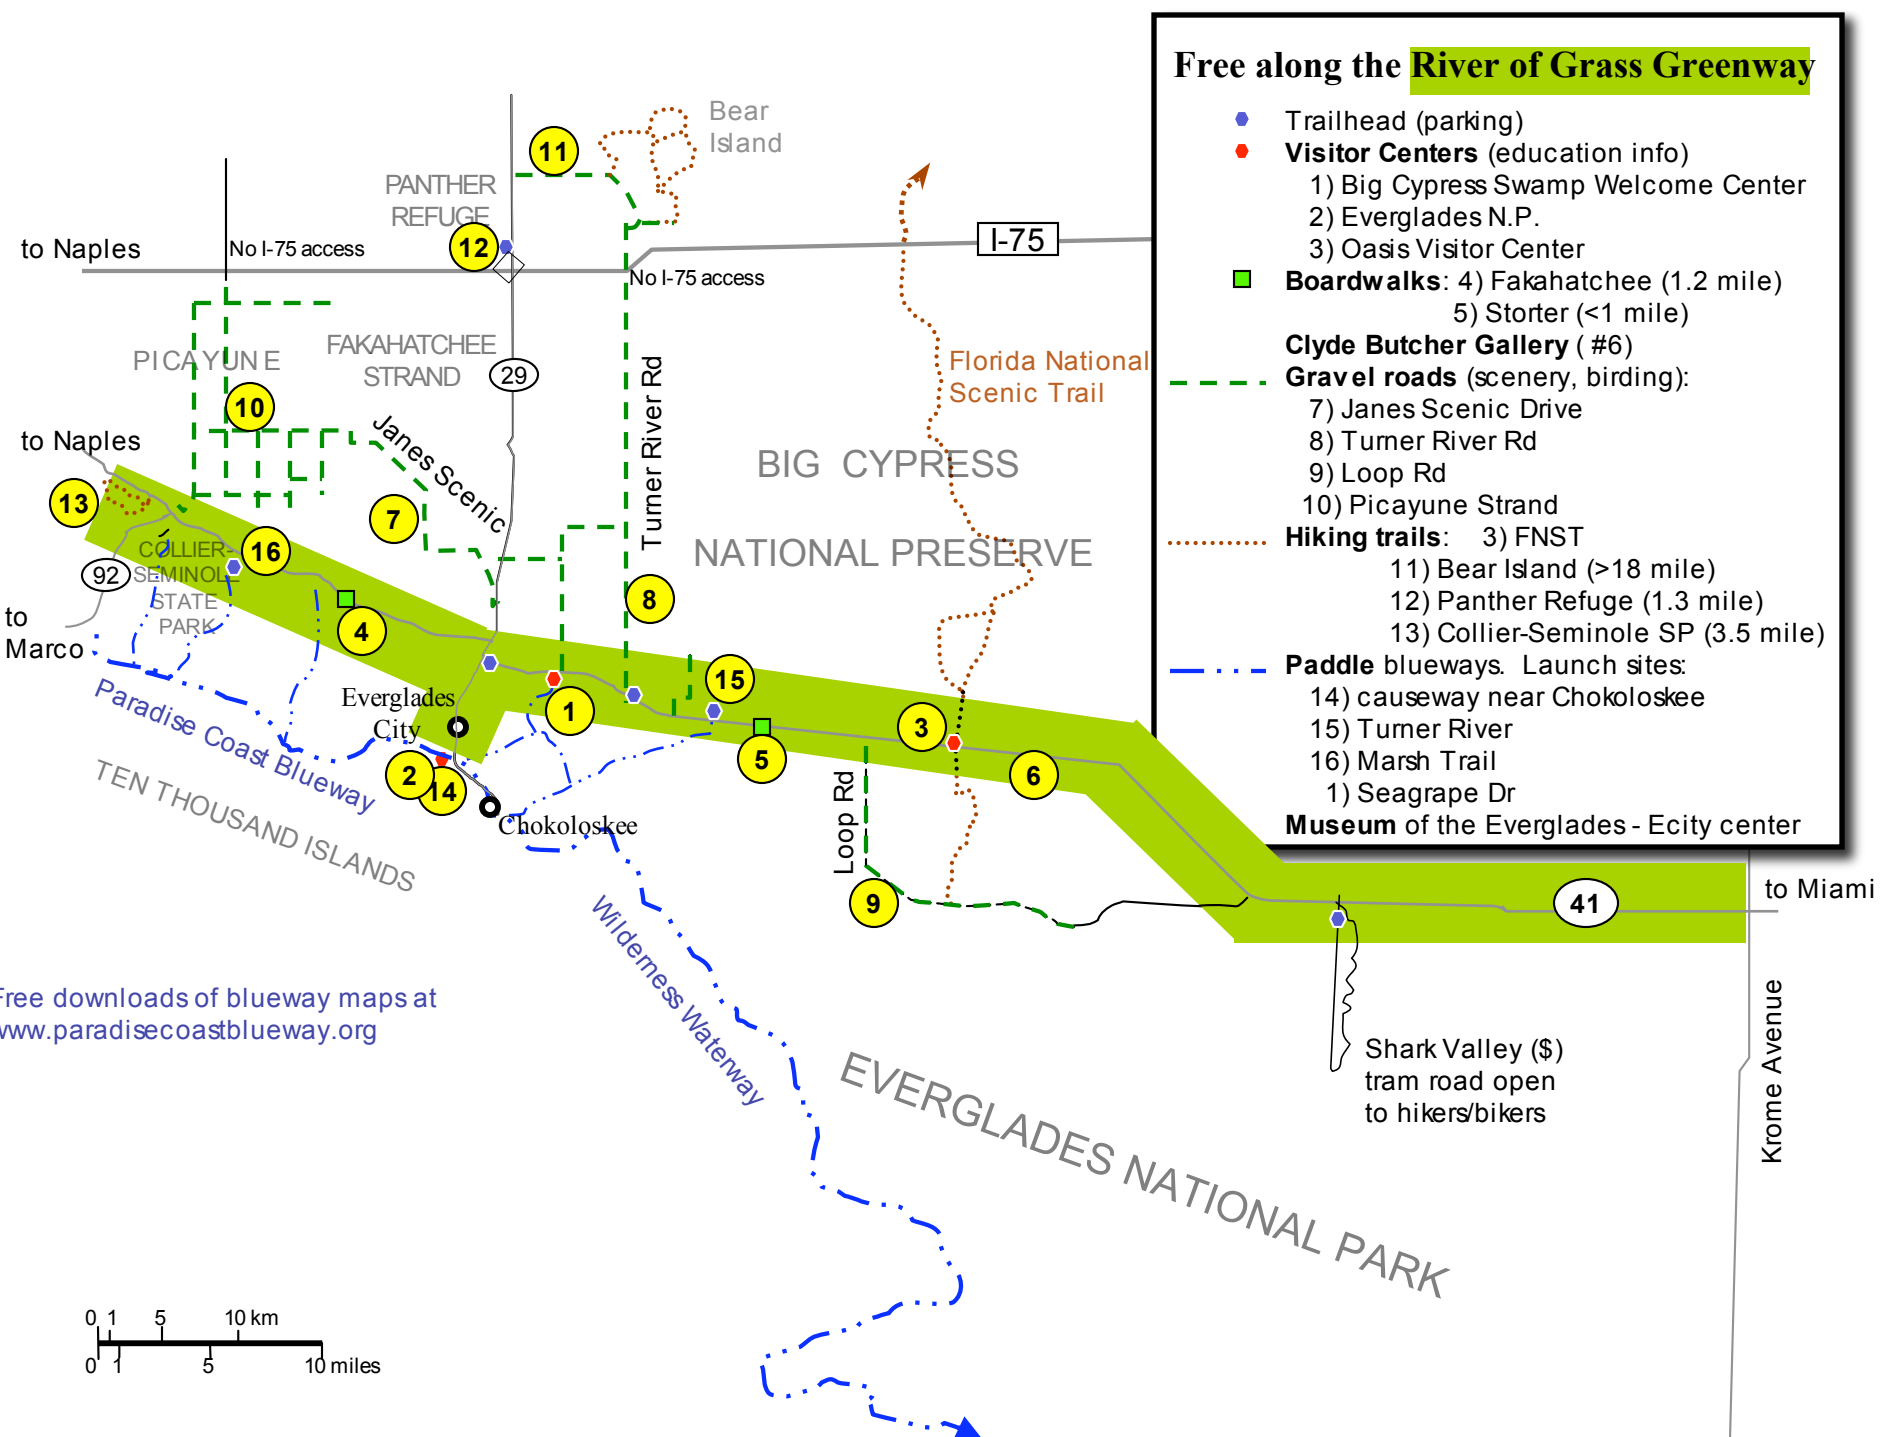 Free along the River of Grass Greenway
Trailhead (parking)
Visitor Centers (education info)
1) Big Cypress Swamp Welcome Center
2) Everglades N.P.
3) Oasis Visitor Center
Boardwalks: 4) Fakahatchee (1.2 mile)
5) Storter (<1 mile)
Clyde Butcher Gallery ( #6)
Gravel roads (scenery, birding):
7) Janes Scenic Drive
8) Turner River Rd
9) Loop Rd
10) Picayune Strand
Hiking trails: 3) FNST
11) Bear Island (>18 mile)
12) Panther Refuge (1.3 mile)
13) Collier-Seminole SP (3.5 mile)
Paddle blueways. Launch sites:
14) causeway near Chokoloskee
15) Turner River
16) Marsh Trail
1) Seagrape Dr
Museum of the Everglades - Ecity center
Bear
Island
11
PANTHER
REFUGE
12
to Naples
No I-75 access
I-75
No I-75 access
PICAYUNE
FAKAHATCHEE
STRAND
29
Florida National
Scenic Trail
10
Turner River Rd
to Naples
Janes Scenic
BIG CYPRESS
NATIONAL PRESERVE
13
7
16
COLLIER-
SEMINOLE
STATE
PARK
92
8
to
Marco
4
15
Everglades
City
1
3
5
6
2
14
Paradise Coast Blueway
TEN THOUSAND ISLANDS
Chokoloskee
Loop Rd
9
41
to Miami
Wilderness Waterway
Free downloads of blueway maps at
www.paradisecoastblueway.org
Shark Valley ($)
tram road open
to hikers/bikers
Krome Avenue
EVERGLADES NATIONAL PARK
0 1 5 10 km
0 1 5 10 miles